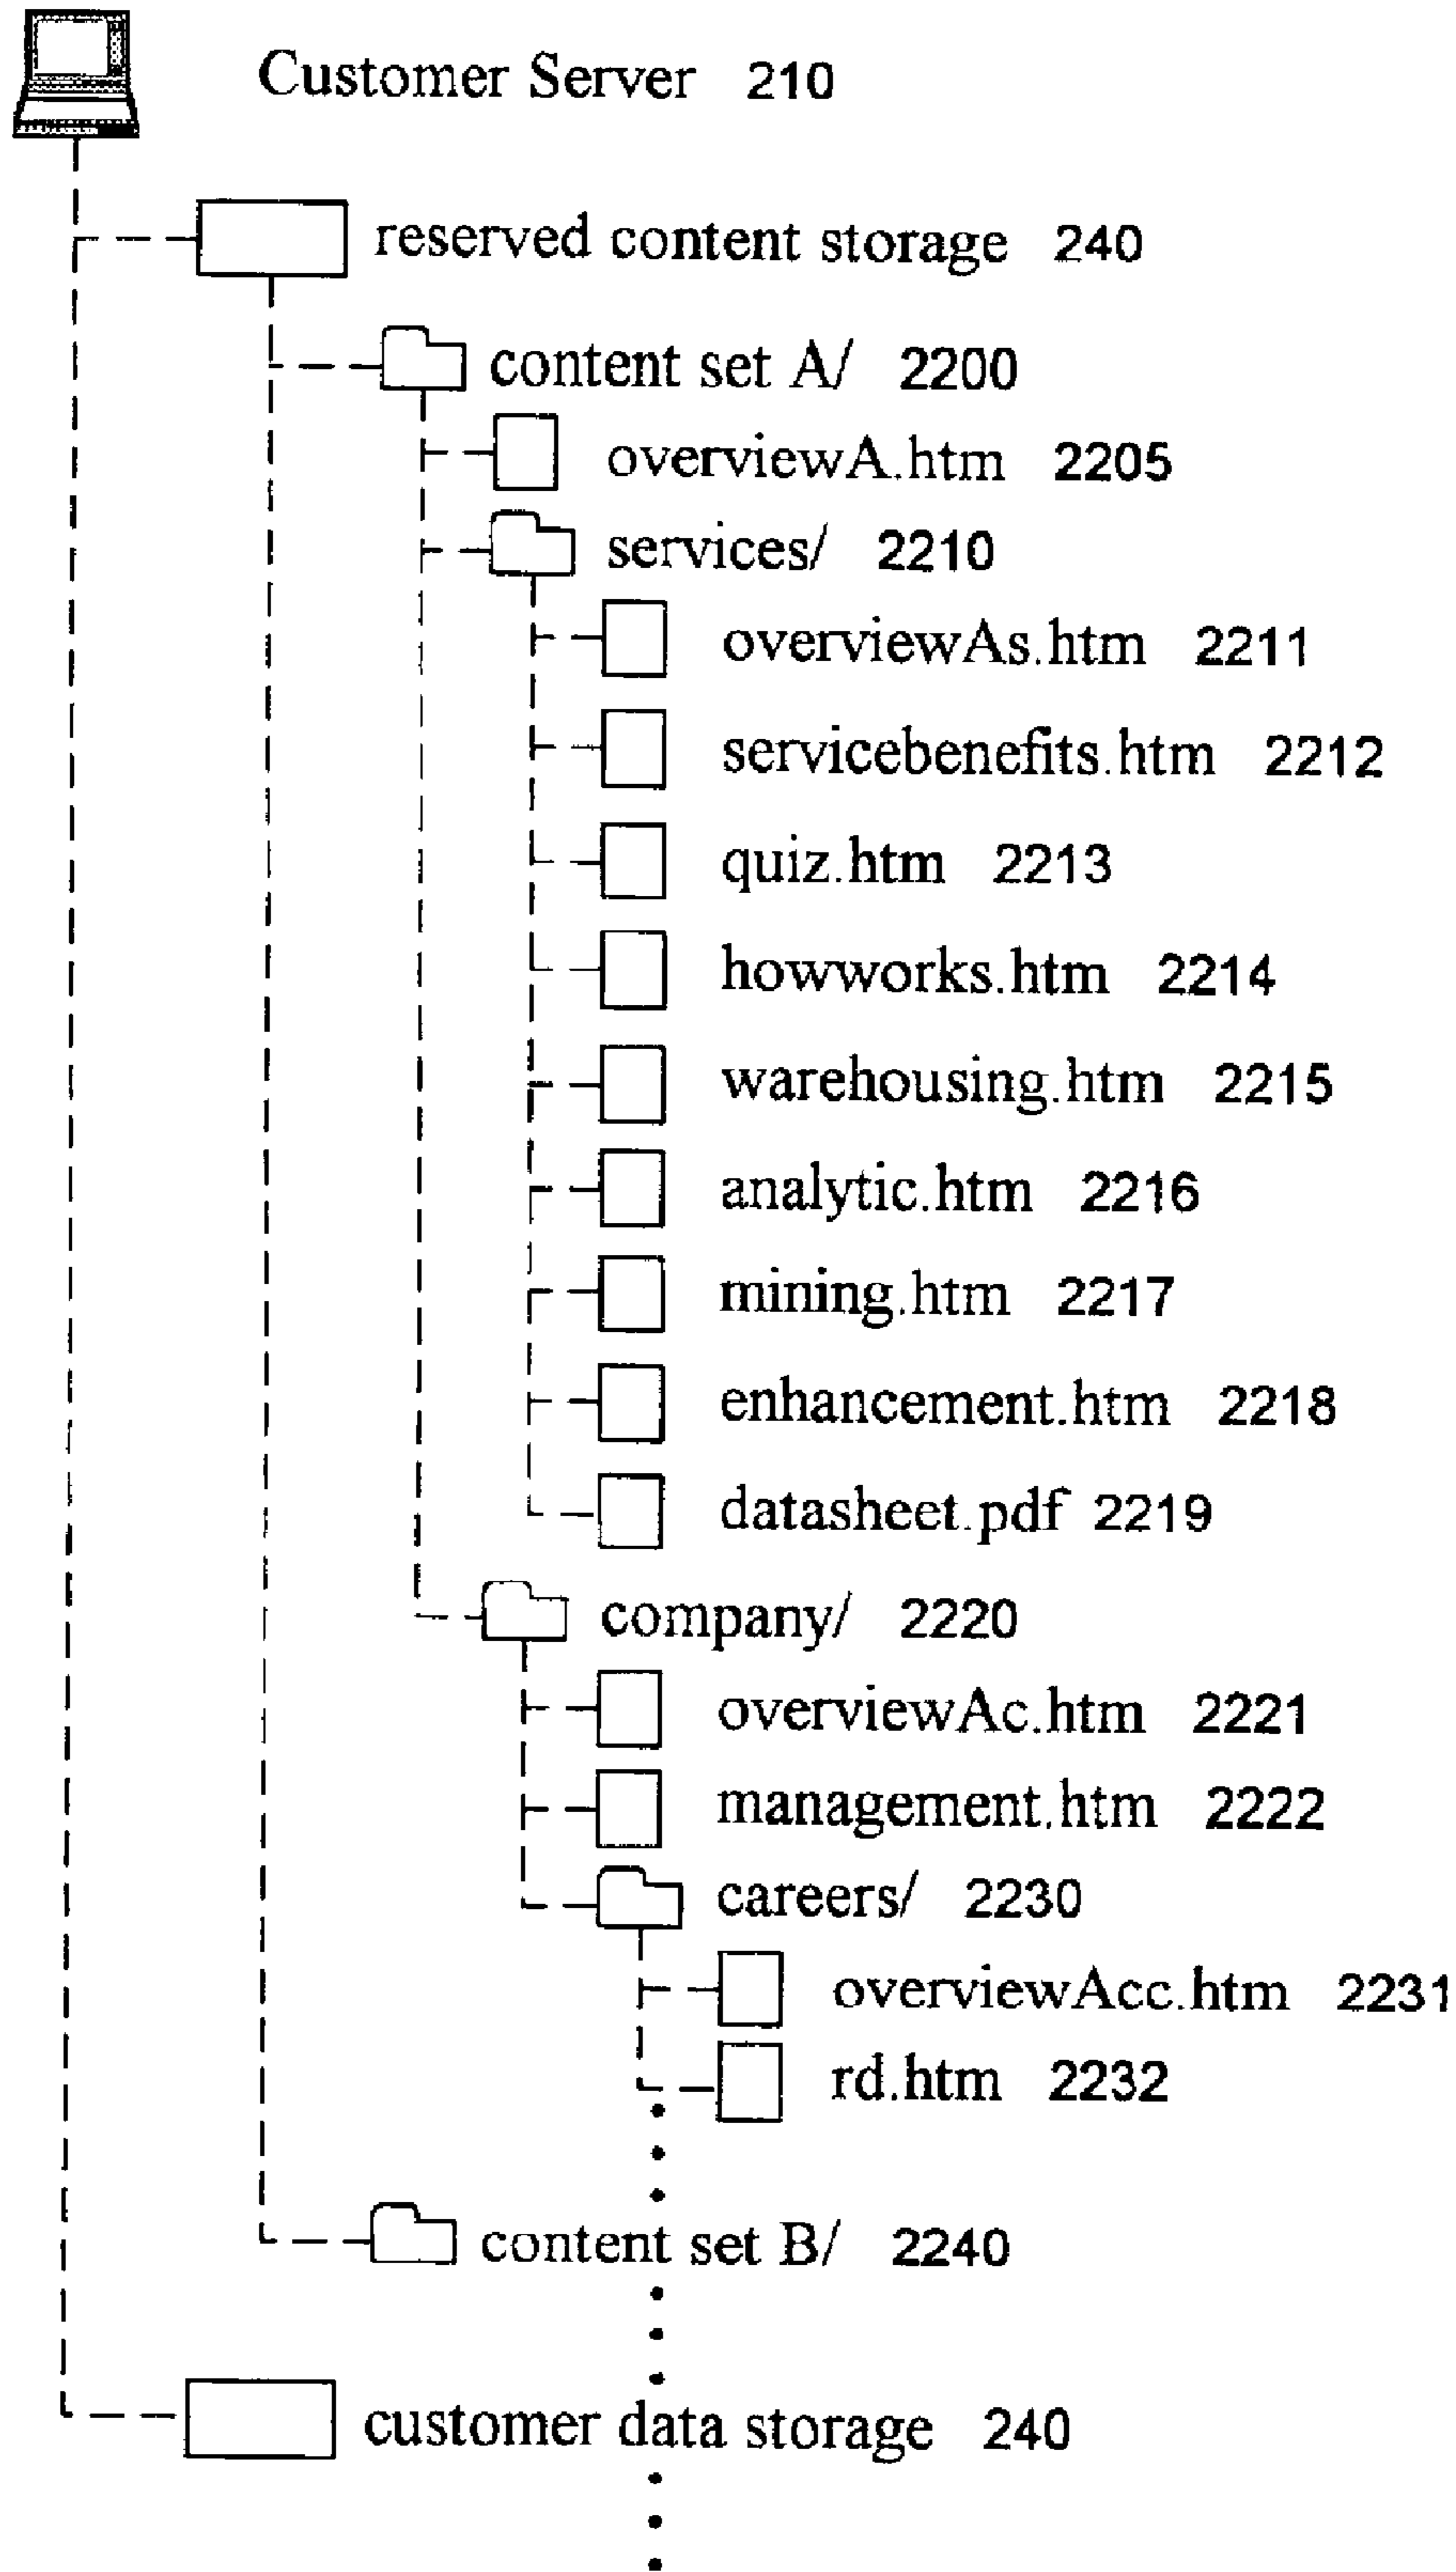 Customer Server 210
reserved content storage 240
content set A/ 2200
overviewA.htm 2205
services/ 2210
overviewAs.htm 2211
servicebenefits.htm 2212
quiz.htm 2213
howworks.htm 2214
warehousing.htm 2215
analytic.htm 2216
mining.htm 2217
enhancement.htm 2218
datasheet.pdf 2219
company/ 2220
overviewAc.htm 2221
management.htm 2222
careers/ 2230
overviewAcc.htm 2231
rd.htm 2232
content set B/ 2240
customer data storage 240